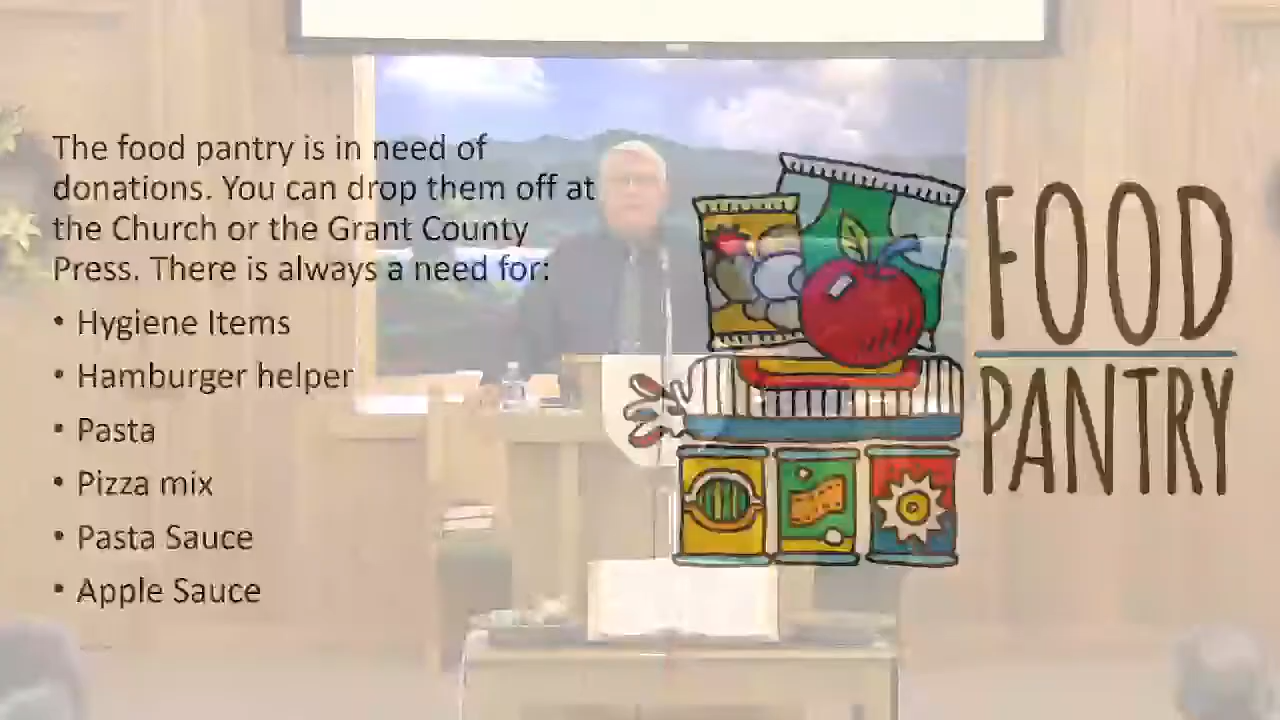 The food pantry is in need of
donations. You can drop them off at
the Church or the Grant County
Press. There is always a need for:
• Hygiene Items
• Hamburger helper
• Pasta
• Pizza mix
• Pasta Sauce
• Apple Sauce
FOOD
PANTRY